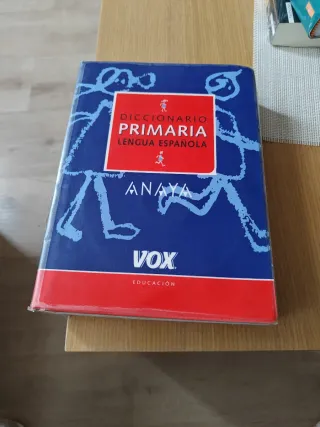 DICCIONARIO
PRIMARIA
LENGUA ESPAÑOLA
ANAYA
VOX
EDUCACIÓN